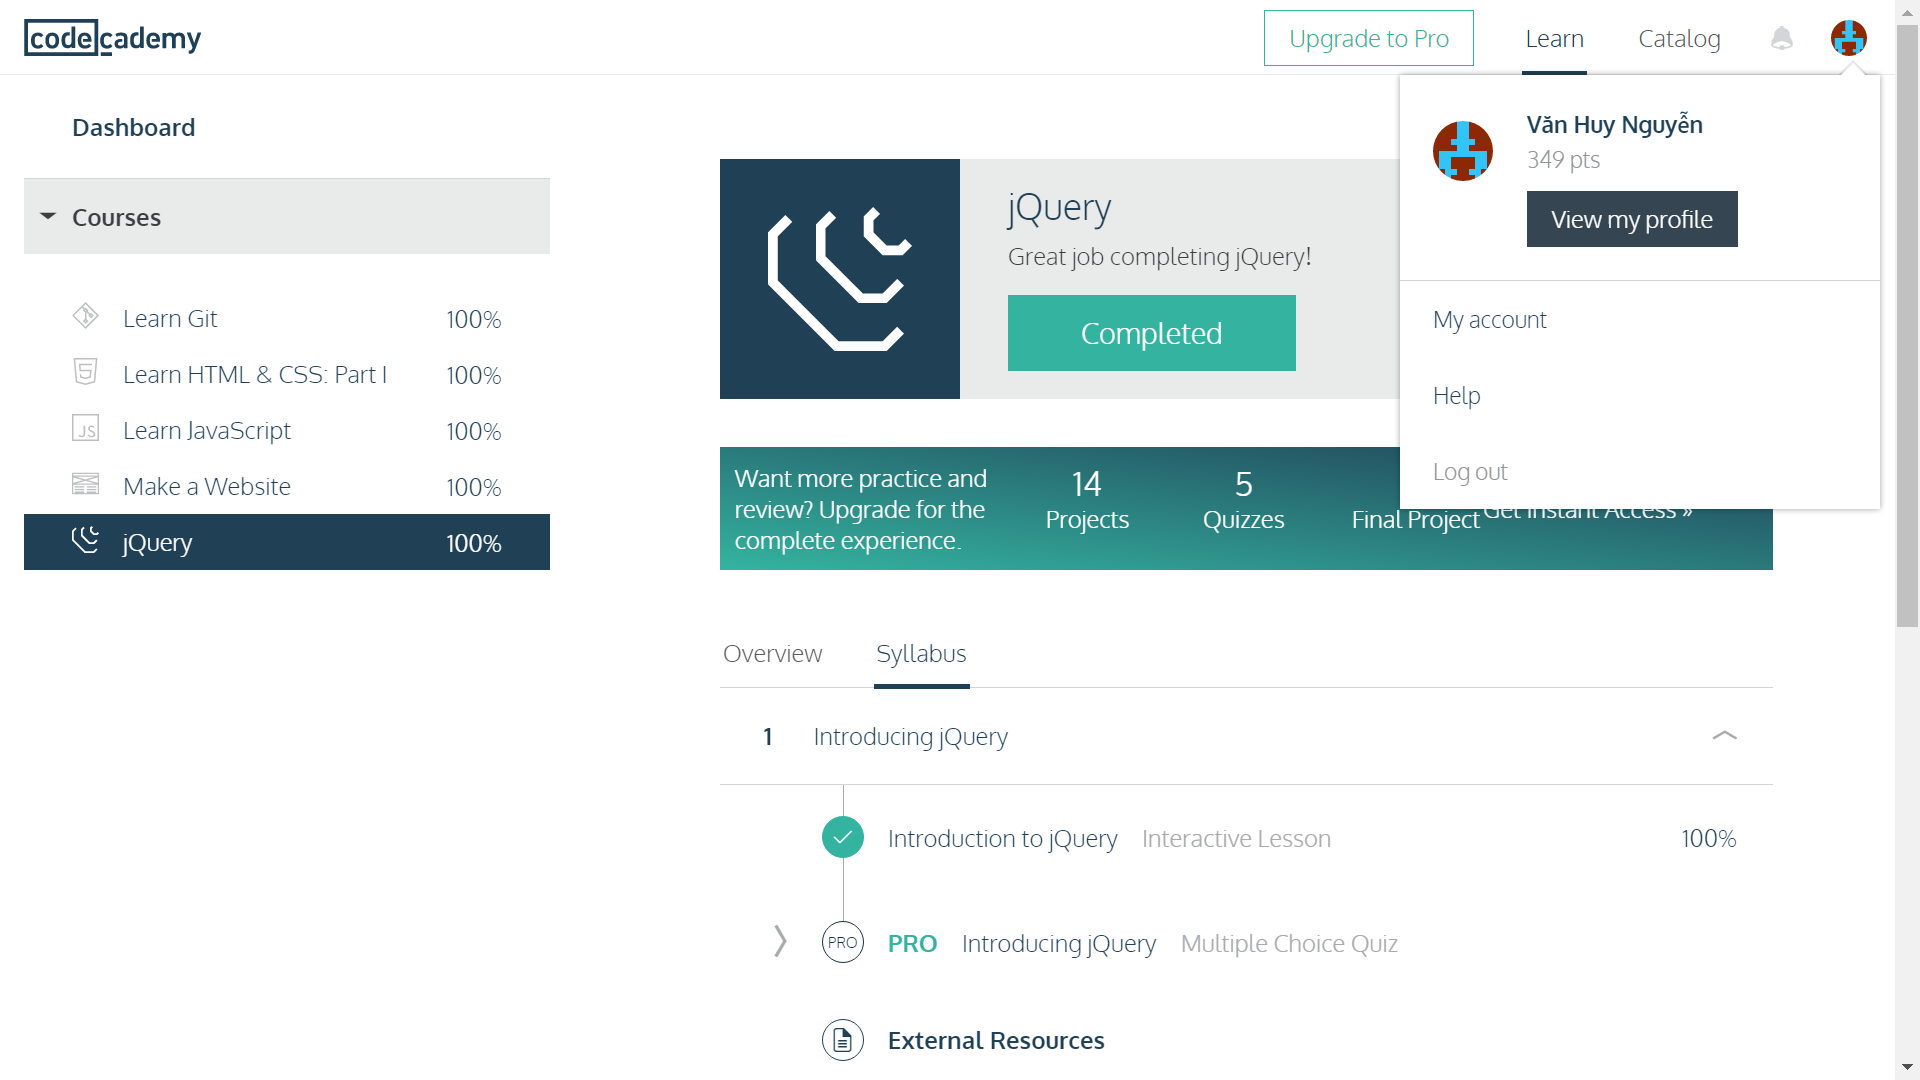 codecademy
Upgrade to Pro
Learn
Catalog
Dashboard
Courses
Learn Git 100%
Learn HTML & CSS: Part I 100%
JS Learn JavaScript 100%
Make a Website 100%
jQuery 100%
jQuery
Great job completing jQuery!
Completed
Văn Huy Nguyễn
349 pts
View my profile
My account
Help
Log out
Want more practice and
review? Upgrade for the
complete experience.
14
Projects
5
Quizzes
Final Project
Get Instant Access »
Overview
Syllabus
1 Introducing jQuery
Introduction to jQuery Interactive Lesson 100%
PRO PRO Introducing jQuery Multiple Choice Quiz
External Resources